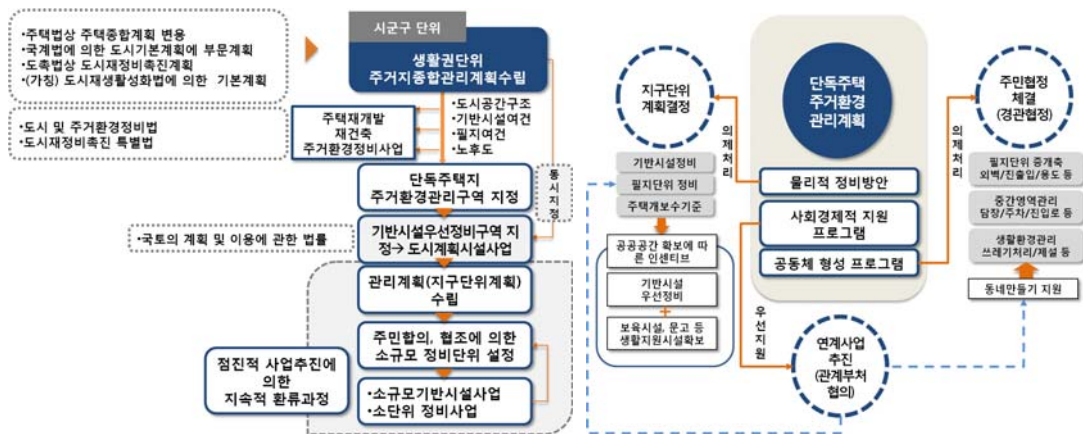 •주택법상 주택종합계획 변용
•국계법에 의한 도시기본계획에 부문계획
•도촉법상 도시재정비촉진계획
•(가칭) 도시재생활성화법에 의한 기본계획
•도시 및 주거환경정비법
•도시재정비촉진 특별법
•국토의 계획 및 이용에 관한 법률
시군구 단위
생활권단위
주거지종합관리계획수립
•도시공간구조
•기반시설여건
•필지여건
•노후도
주택재개발
재건축
주거환경정비사업
동시지정
단독주택지
주거환경관리구역 지정
기반시설우선정비구역 지
정→ 도시계획시설사업
관리계획(지구단위계획)
수립
주민합의, 협조에 의한
소규모 정비단위 설정
•소규모기반시설사업
•소단위 정비사업
점진적 사업추진에
의한
지속적 환류과정
지구단위
계획결정
기반시설정비
필지단위 정비
주택개보수기준
공공공간 확보에 따
른 인센티브
기반시설
우선정비
보육시설, 문고 등
생활지원시설확보
의제처리
단독주택
주거환경
관리계획
물리적 정비방안
사회경제적 지원
프로그램
공동체 형성 프로그램
우선지원
연계사업
추진
(관계부처
협의)
의제처리
주민협정
체결
(경관협정)
필지단위 증개축
외벽/진출입/용도 등
중간영역관리
담장/주차/진입로 등
생활환경관리
쓰레기처리/제설 등
동네만들기 지원